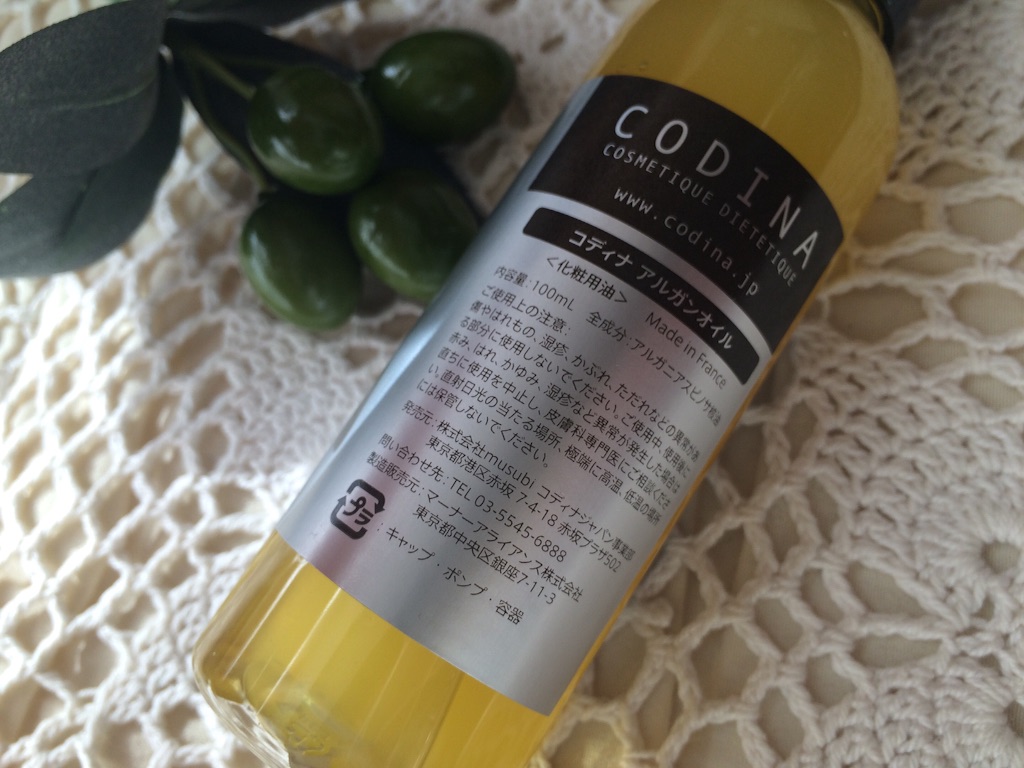 CODINA
COSMETIQUE DIETETIQUE
www.codina.jp
コディナ アルガンオイル
<化粧用油> Made in France
内容量:100mL 全成分:アルガニアスピノサ核油
ご使用上の注意:
傷やはれもの、湿疹、かぶれ、ただれなどの異常があ
る部分に使用しないでください。ご使用中、使用後に
赤み、はれ、かゆみ、湿疹など異常が発生した場合は
直ちに使用を中止し、皮膚科専門医にご相談くださ
い。直射日光の当たる場所、極端に高温、低温の場所
には保管しないでください。
発売元:株式会社musubi コディナジャパン事業部
東京都港区赤坂 7-4-18 赤坂プラザ502
問い合わせ先:TEL 03-5545-6888
製造販売元:マーナーアライアンス株式会社
東京都中央区銀座7-11-3
プラ :キャップ・ポンプ・容器